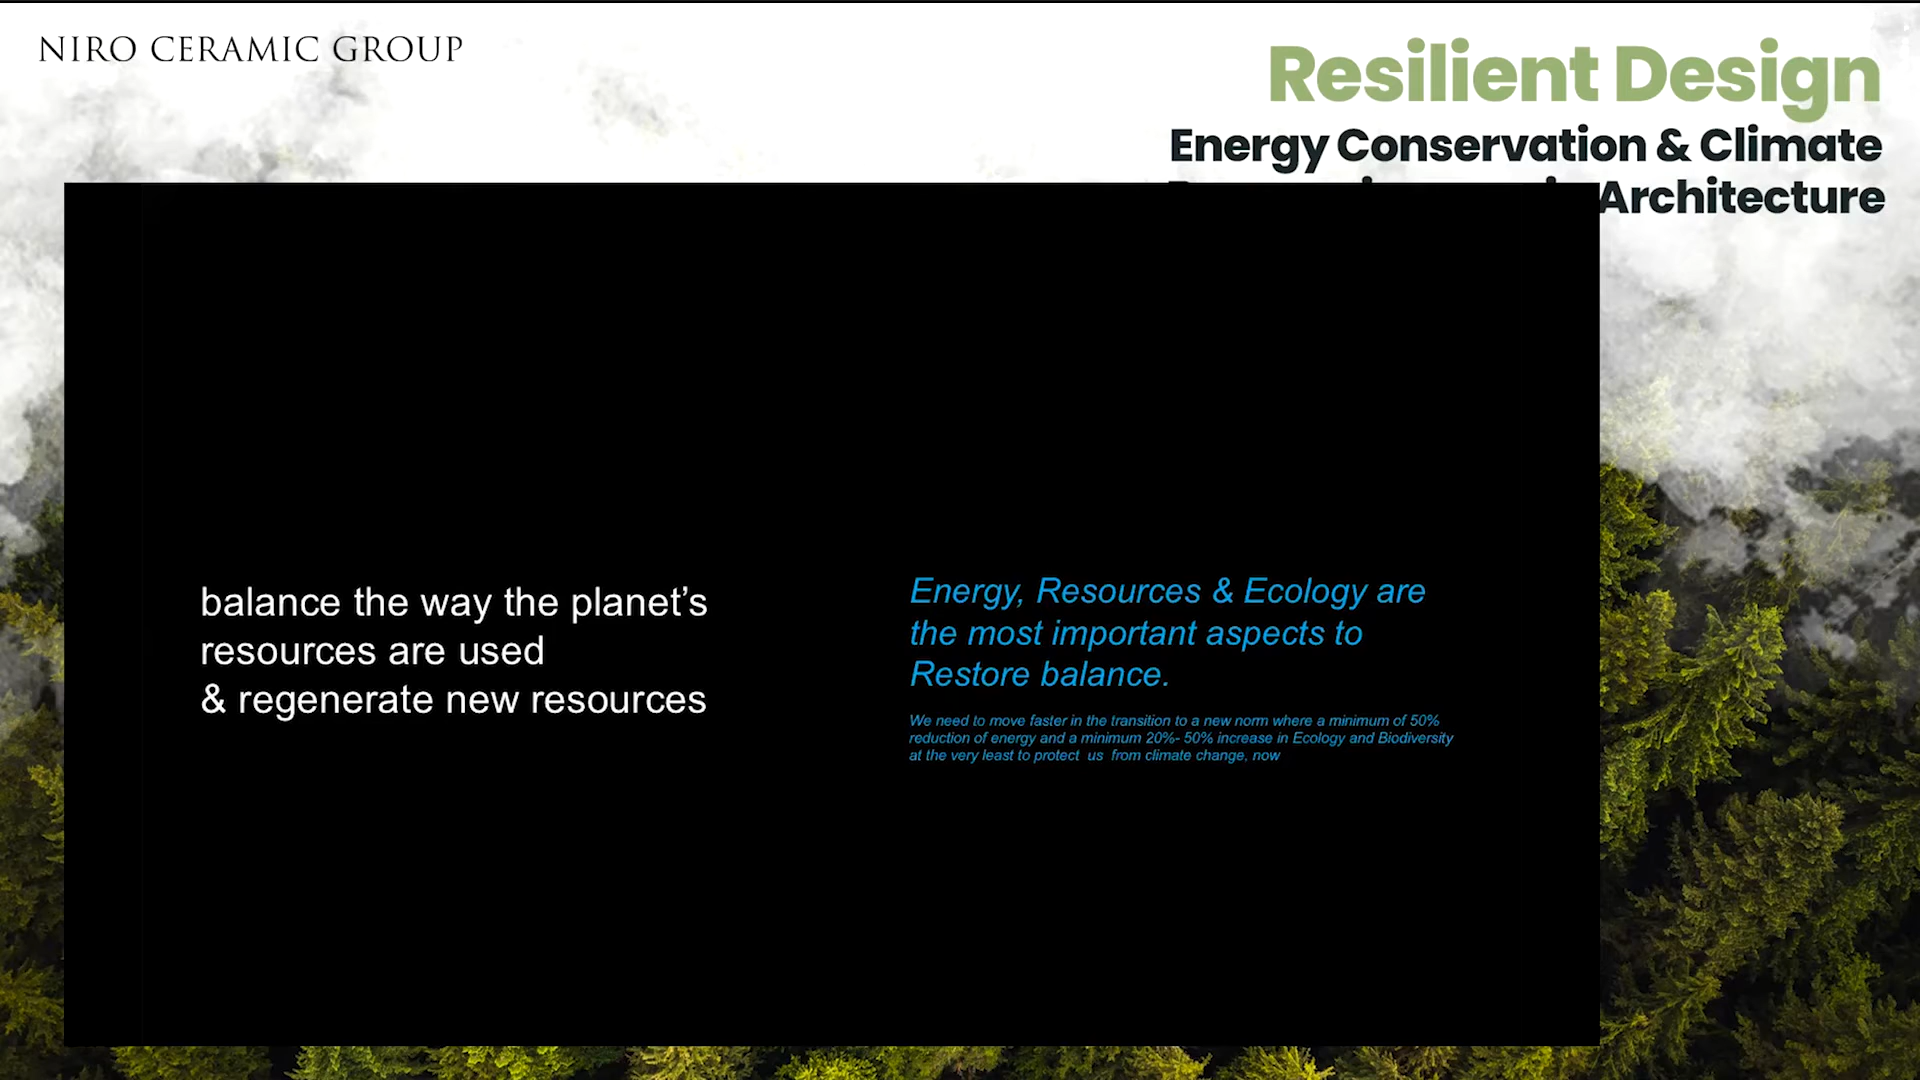 NIRO CERAMIC GROUP
Resilient Design
Energy Conservation & Climate
Architecture
balance the way the planet’s
resources are used
& regenerate new resources
Energy, Resources & Ecology are
the most important aspects to
Restore balance.
We need to move faster in the transition to a new norm where a minimum of 50%
reduction of energy and a minimum 20%- 50% increase in Ecology and Biodiversity
at the very least to protect us from climate change, now